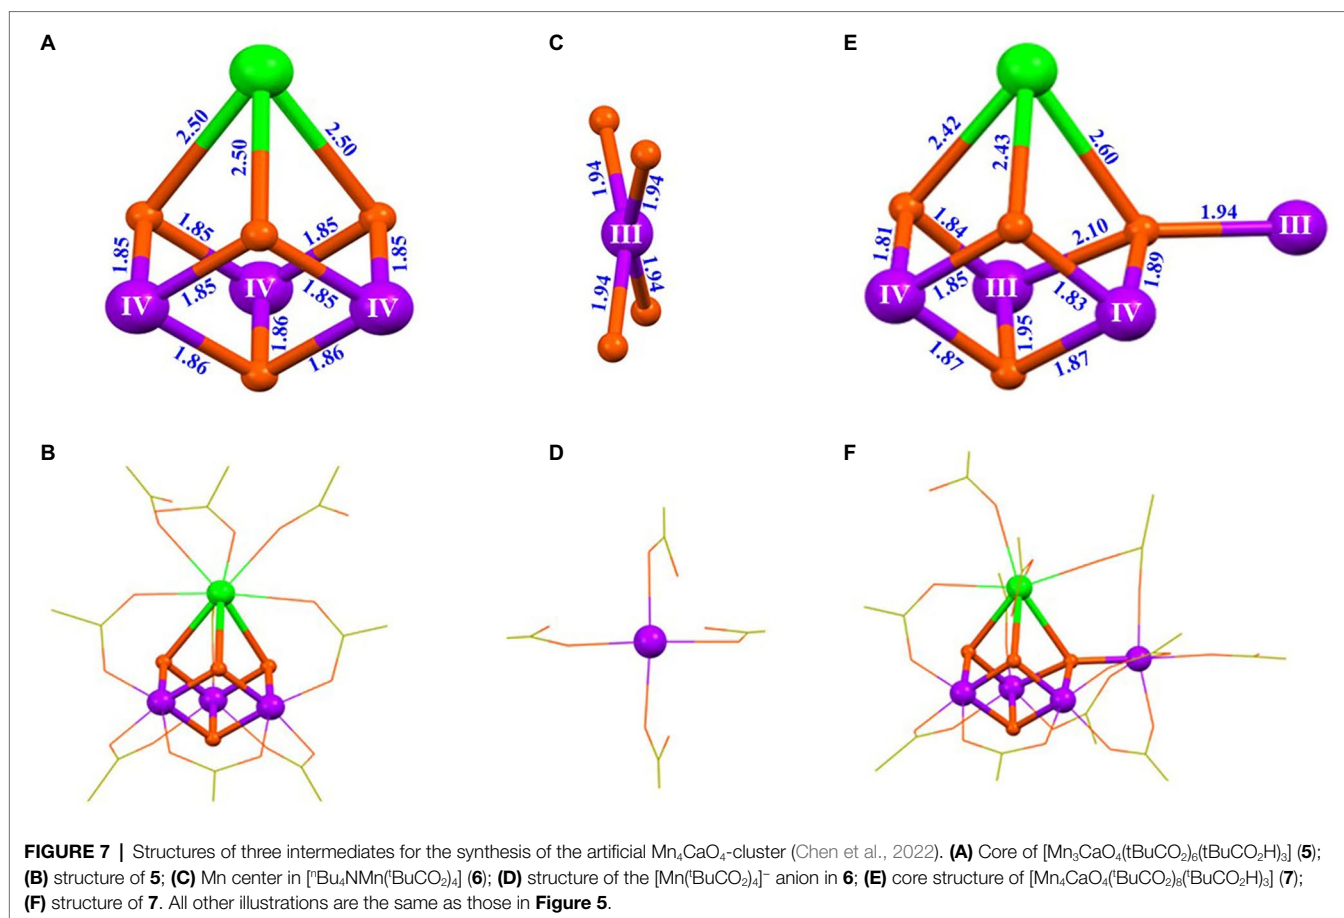 A
C
E
2.50
2.50
2.50
1.85
1.85
1.85
1.85
IV
IV
IV
1.85
1.85
1.86
1.86
1.86
1.94
1.94
III
1.94
1.94
2.42
2.43
2.60
1.94
III
1.81
1.84
2.10
1.89
IV
III
IV
1.85
1.83
1.95
1.87
1.87
B
D
F
FIGURE 7 | Structures of three intermediates for the synthesis of the artificial Mn₄CaO₄-cluster (Chen et al., 2022). (A) Core of [Mn₃CaO₄(tBuCO₂)₆(tBuCO₂H)₃] (5);
(B) structure of 5; (C) Mn center in [ⁿBu₄NMn(ᵗBuCO₂)₄] (6); (D) structure of the [Mn(ᵗBuCO₂)₄]⁻ anion in 6; (E) core structure of [Mn₄CaO₄(ᵗBuCO₂)₈(ᵗBuCO₂H)₃] (7);
(F) structure of 7. All other illustrations are the same as those in Figure 5.